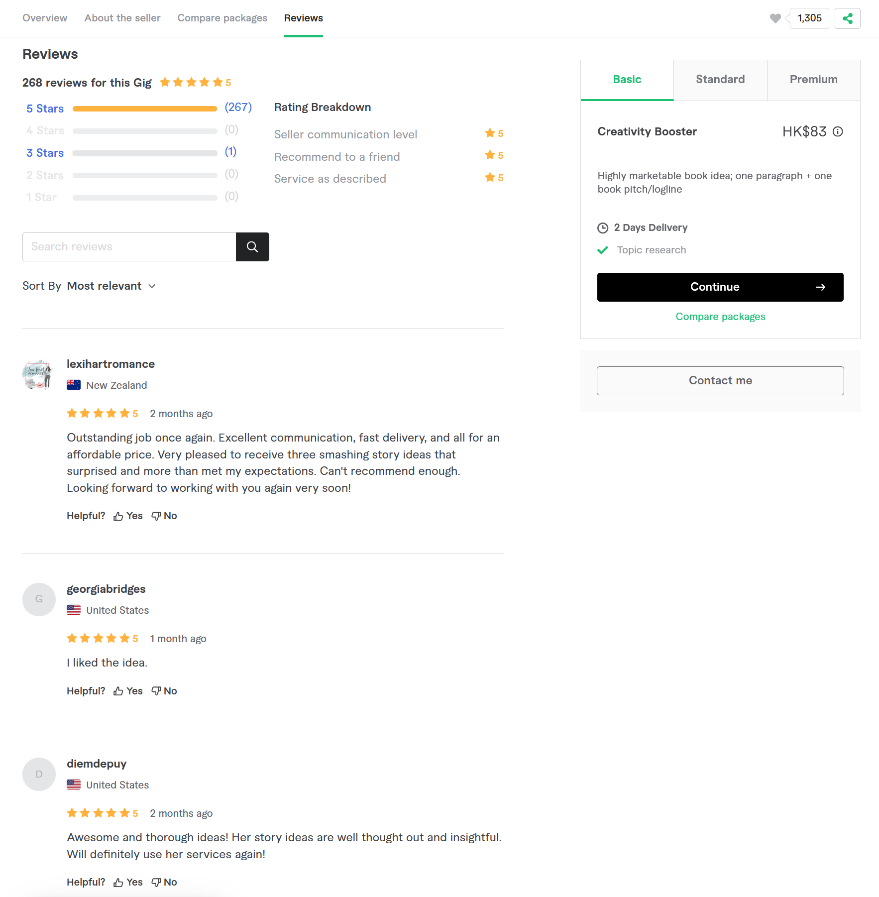 Overview About the seller Compare packages Reviews
1,305
Reviews
268 reviews for this Gig 5
5 Stars (267)
4 Stars (0)
3 Stars (1)
2 Stars (0)
1 Star (0)
Rating Breakdown
Seller communication level 5
Recommend to a friend 5
Service as described 5
Search reviews
Sort By Most relevant
lexihartromance
New Zealand
5 2 months ago
Outstanding job once again. Excellent communication, fast delivery, and all for an
affordable price. Very pleased to receive three smashing story ideas that
surprised and more than met my expectations. Can't recommend enough.
Looking forward to working with you again very soon!
Helpful? Yes No
G
georgiabridges
United States
5 1 month ago
I liked the idea.
Helpful? Yes No
D
diemdepuy
United States
5 2 months ago
Awesome and thorough ideas! Her story ideas are well thought out and insightful.
Will definitely use her services again!
Helpful? Yes No
Basic Standard Premium
Creativity Booster HK$83
Highly marketable book idea; one paragraph + one
book pitch/logline
2 Days Delivery
Topic research
Continue
Compare packages
Contact me